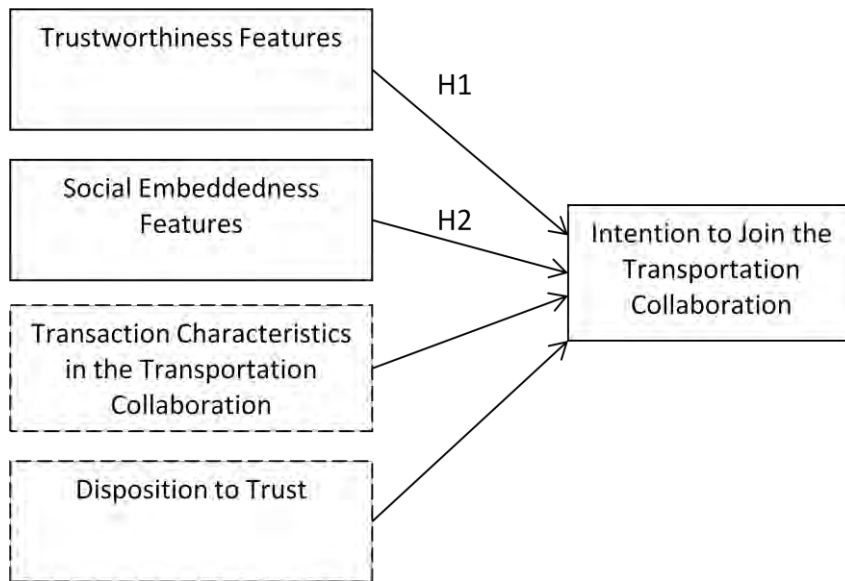 Trustworthiness Features
H1
Social Embeddedness
Features
H2
Intention to Join the
Transportation
Collaboration
Transaction Characteristics
in the Transportation
Collaboration
Disposition to Trust